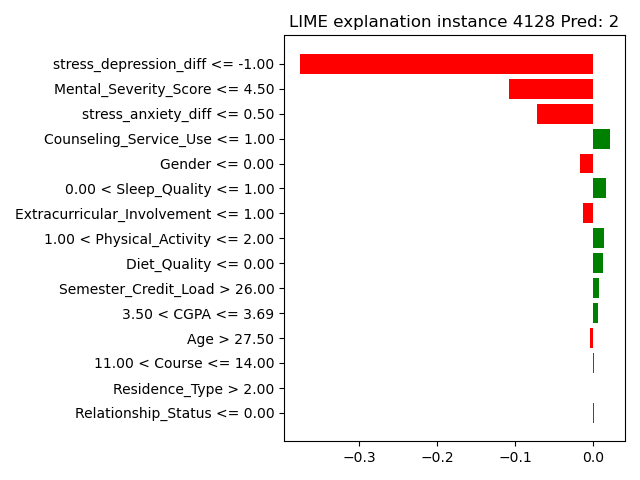 LIME explanation instance 4128 Pred: 2
stress_depression_diff <= -1.00
Mental_Severity_Score <= 4.50
stress_anxiety_diff <= 0.50
Counseling_Service_Use <= 1.00
Gender <= 0.00
0.00 < Sleep_Quality <= 1.00
Extracurricular_Involvement <= 1.00
1.00 < Physical_Activity <= 2.00
Diet_Quality <= 0.00
Semester_Credit_Load > 26.00
3.50 < CGPA <= 3.69
Age > 27.50
11.00 < Course <= 14.00
Residence_Type > 2.00
Relationship_Status <= 0.00
−0.3 −0.2 −0.1 0.0